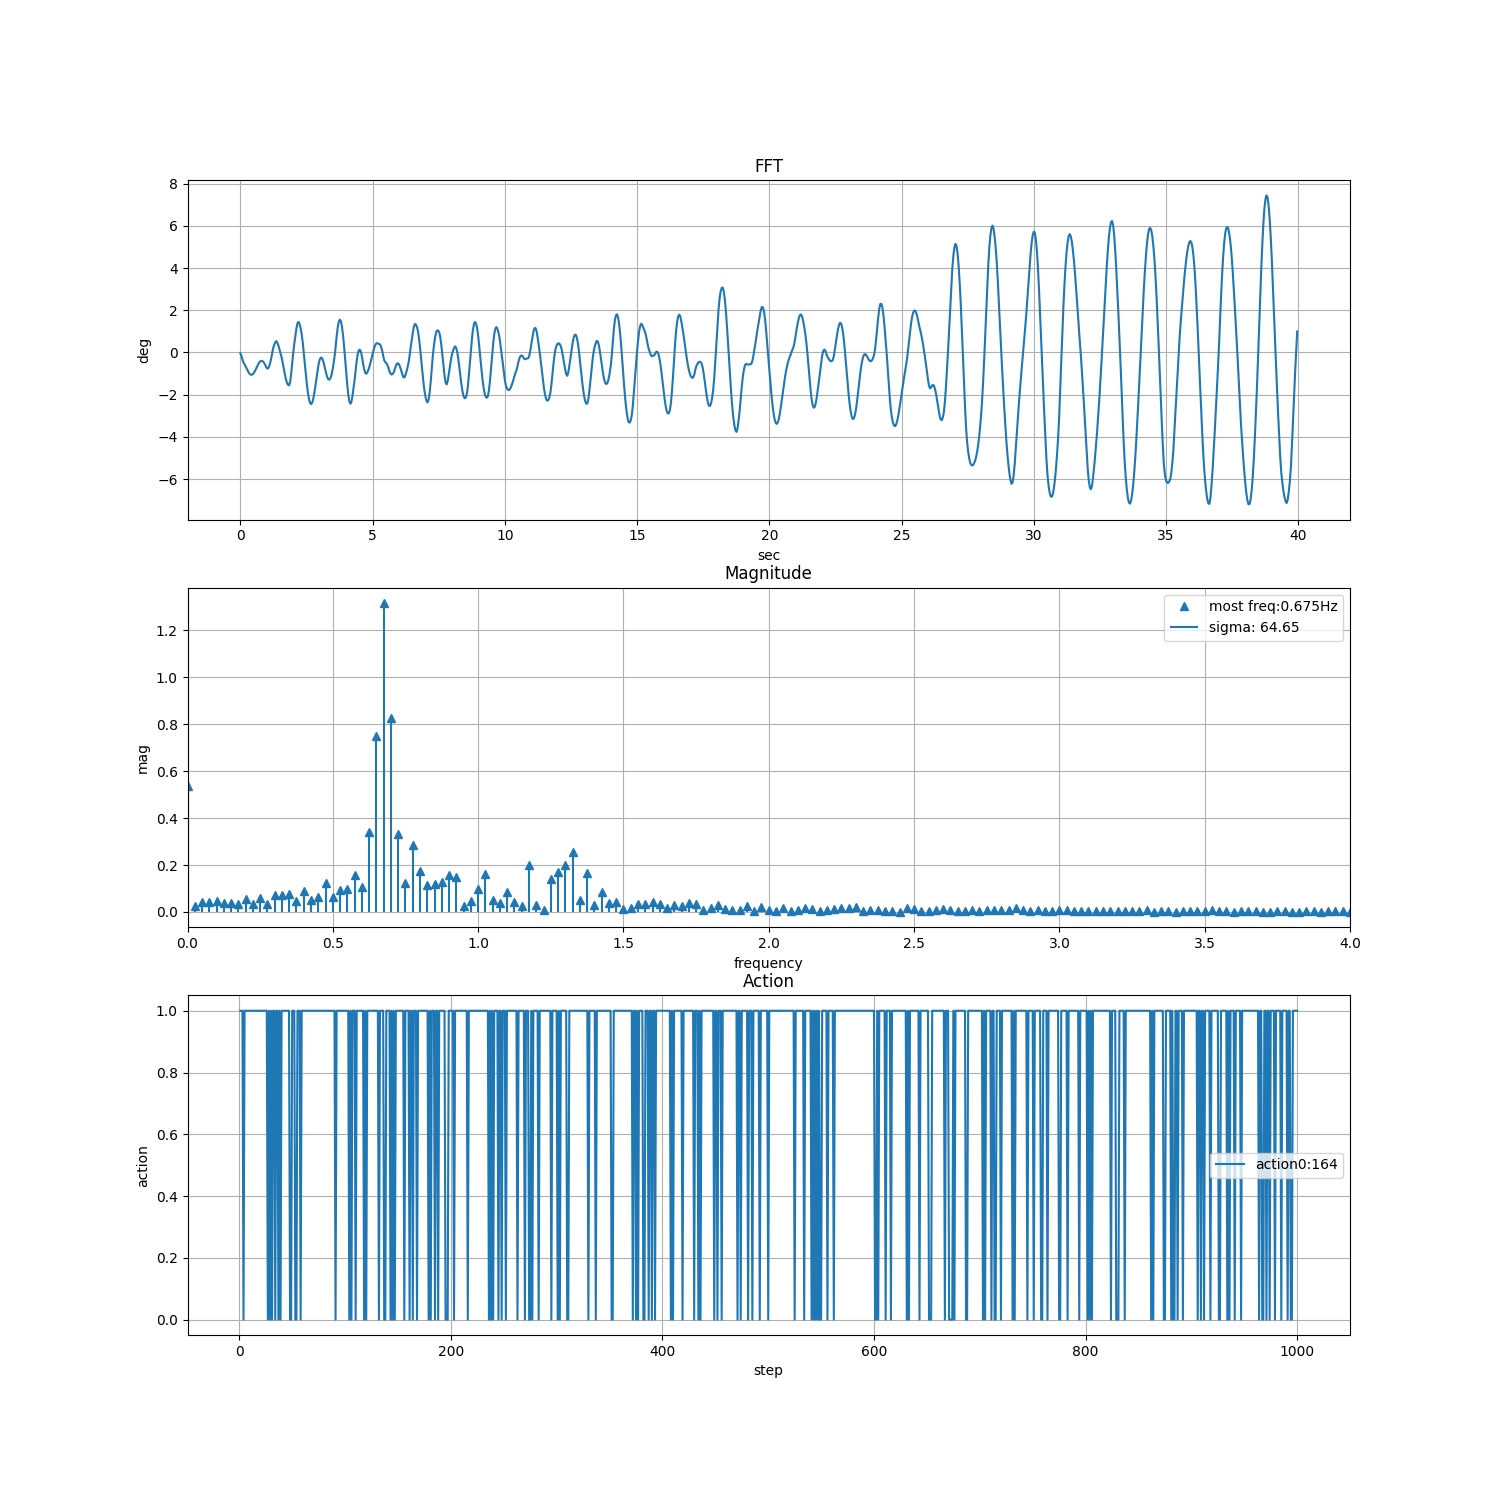 FFT
8
6
4
2
0
−2
−4
−6
deg
0 5 10 15 20 25 30 35 40
sec
Magnitude
most freq:0.675Hz
sigma: 64.65
1.2
1.0
0.8
0.6
0.4
0.2
0.0
mag
0.0 0.5 1.0 1.5 2.0 2.5 3.0 3.5 4.0
frequency
Action
1.0
0.8
0.6
0.4
0.2
0.0
action
action0:164
0 200 400 600 800 1000
step